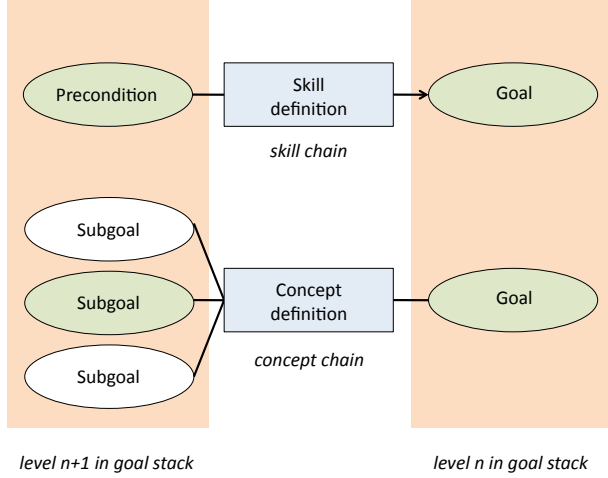 Precondition
Skill
definition
Goal
skill chain
Subgoal
Subgoal
Concept
definition
Goal
Subgoal
concept chain
level n+1 in goal stack
level n in goal stack